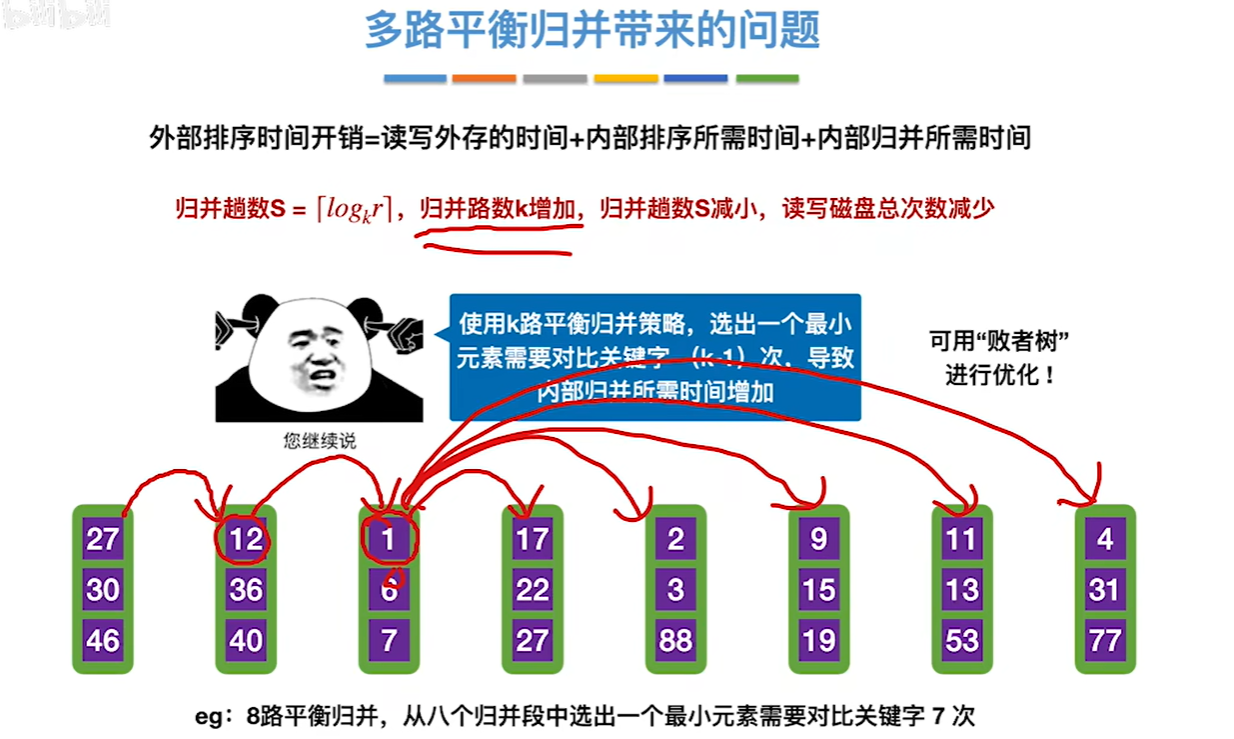 多路平衡归并带来的问题
外部排序时间开销=读写外存的时间+内部排序所需时间+内部归并所需时间
归并趟数S = ⌈logₖr⌉，归并路数k增加，归并趟数S减小，读写磁盘总次数减少
使用k路平衡归并策略，选出一个最小
元素需要对比关键字 （k-1）次，导致
内部归并所需时间增加
可用“败者树”
进行优化！
您继续说
27 12 1 17 2 9 11 4
30 36 6 22 3 15 13 31
46 40 7 27 88 19 53 77
eg：8路平衡归并，从八个归并段中选出一个最小元素需要对比关键字 7 次